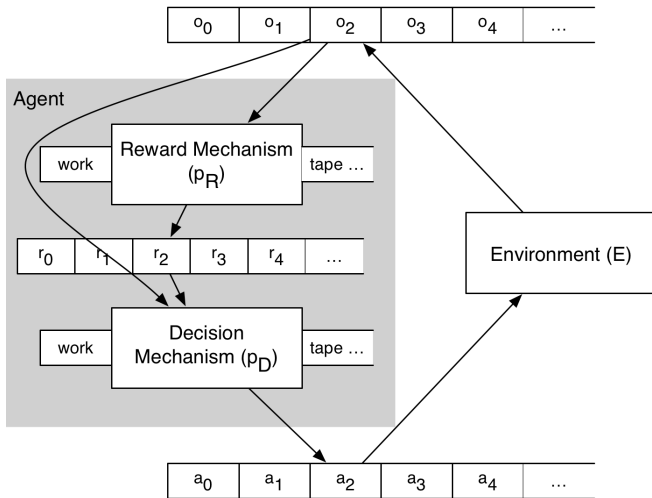 o0 o1 o2 o3 o4 ...
Agent
work Reward Mechanism tape ...
(pR)
r0 r1 r2 r3 r4 ...
Environment (E)
work Decision tape ...
Mechanism (pD)
a0 a1 a2 a3 a4 ...